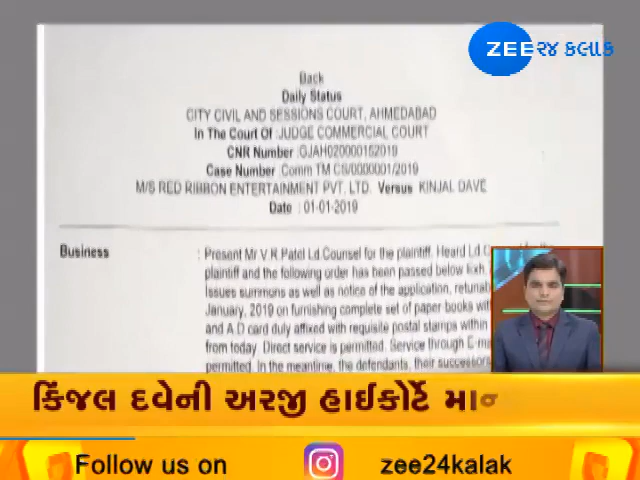 ZEE ૨૪ કલાક
Back
Daily Status
CITY CIVIL AND SESSIONS COURT, AHMEDABAD
In The Court Of :JUDGE COMMERCIAL COURT
CNR Number :GJAH020000152019
Case Number :Comm TM CS/0000001/2019
M/S RED RIBBON ENTERTAINMENT PVT. LTD. Versus KINJAL DAVE
Date : 01-01-2019
Business : Present Mr V.R.Patel Ld.Counsel for the plaintiff. Heard Ld.
plaintiff and the following order has been passed below
Issues summons as well as notice of the application,
January, 2019 on furnishing complete set of paper books
and A.D card duly affixed with requisite postal stamps within
from today. Direct service is permitted. Service through
permitted. In the meantime, the defendants, their
કિંજલ દવેની અરજી હાઈકોર્ટે
Follow us on zee24kalak